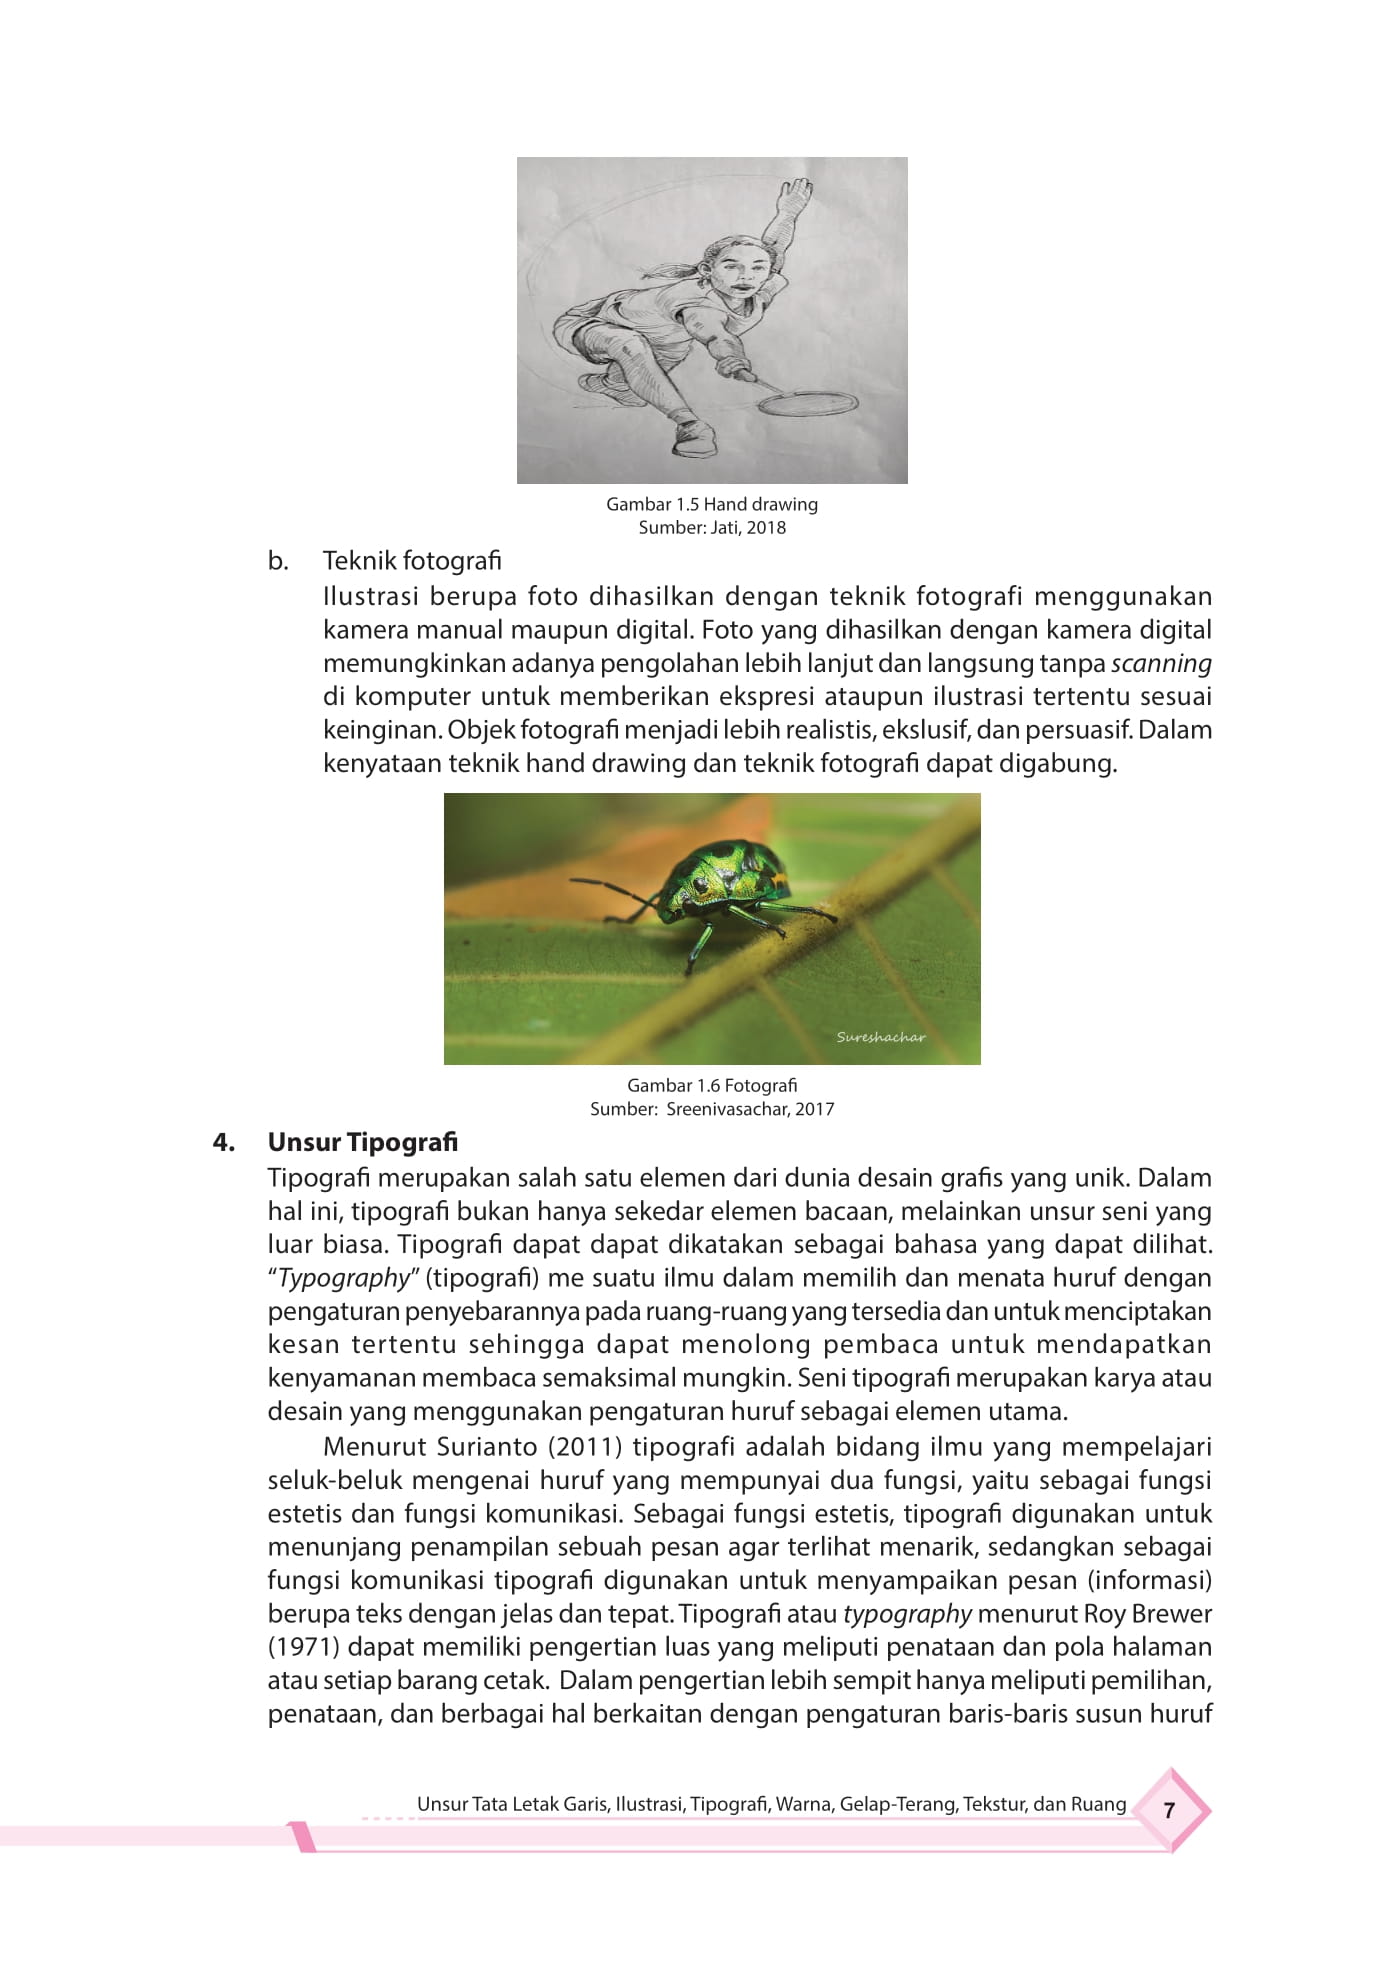 Gambar 1.5 Hand drawing
Sumber: Jati, 2018
b. Teknik fotografi
Ilustrasi berupa foto dihasilkan dengan teknik fotografi menggunakan
kamera manual maupun digital. Foto yang dihasilkan dengan kamera digital
memungkinkan adanya pengolahan lebih lanjut dan langsung tanpa scanning
di komputer untuk memberikan ekspresi ataupun ilustrasi tertentu sesuai
keinginan. Objek fotografi menjadi lebih realistis, ekslusif, dan persuasif. Dalam
kenyataan teknik hand drawing dan teknik fotografi dapat digabung.
Sureshachar
Gambar 1.6 Fotografi
Sumber: Sreenivasachar, 2017
4. Unsur Tipografi
Tipografi merupakan salah satu elemen dari dunia desain grafis yang unik. Dalam
hal ini, tipografi bukan hanya sekedar elemen bacaan, melainkan unsur seni yang
luar biasa. Tipografi dapat dapat dikatakan sebagai bahasa yang dapat dilihat.
“Typography” (tipografi) me suatu ilmu dalam memilih dan menata huruf dengan
pengaturan penyebarannya pada ruang-ruang yang tersedia dan untuk menciptakan
kesan tertentu sehingga dapat menolong pembaca untuk mendapatkan
kenyamanan membaca semaksimal mungkin. Seni tipografi merupakan karya atau
desain yang menggunakan pengaturan huruf sebagai elemen utama.
Menurut Surianto (2011) tipografi adalah bidang ilmu yang mempelajari
seluk-beluk mengenai huruf yang mempunyai dua fungsi, yaitu sebagai fungsi
estetis dan fungsi komunikasi. Sebagai fungsi estetis, tipografi digunakan untuk
menunjang penampilan sebuah pesan agar terlihat menarik, sedangkan sebagai
fungsi komunikasi tipografi digunakan untuk menyampaikan pesan (informasi)
berupa teks dengan jelas dan tepat. Tipografi atau typography menurut Roy Brewer
(1971) dapat memiliki pengertian luas yang meliputi penataan dan pola halaman
atau setiap barang cetak. Dalam pengertian lebih sempit hanya meliputi pemilihan,
penataan, dan berbagai hal berkaitan dengan pengaturan baris-baris susun huruf
Unsur Tata Letak Garis, Ilustrasi, Tipografi, Warna, Gelap-Terang, Tekstur, dan Ruang 7